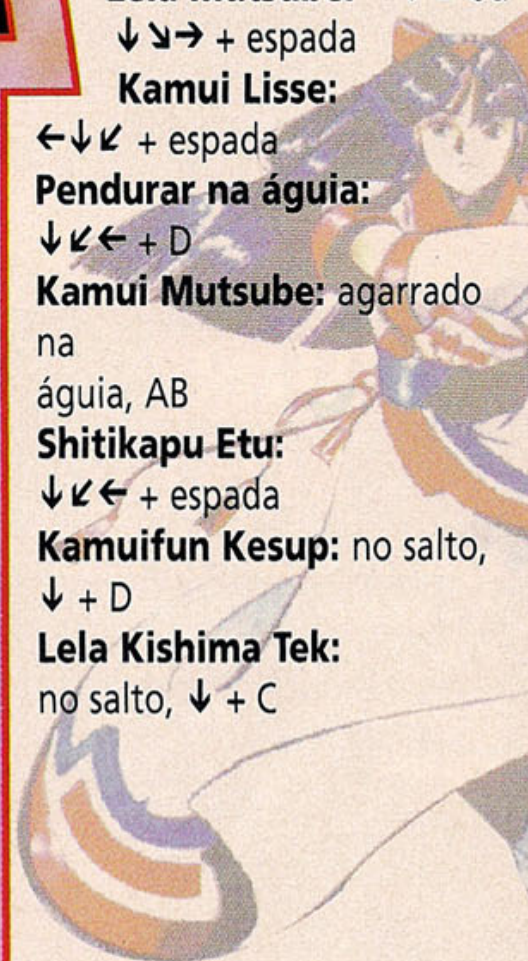 ↓↘→ + espada
Kamui Lisse:
←↓↙ + espada
Pendurar na águia:
↓↙← + D
Kamui Mutsube: agarrado
na
águia, AB
Shitikapu Etu:
↓↙← + espada
Kamuifun Kesup: no salto,
↓ + D
Lela Kishima Tek:
no salto, ↓ + C